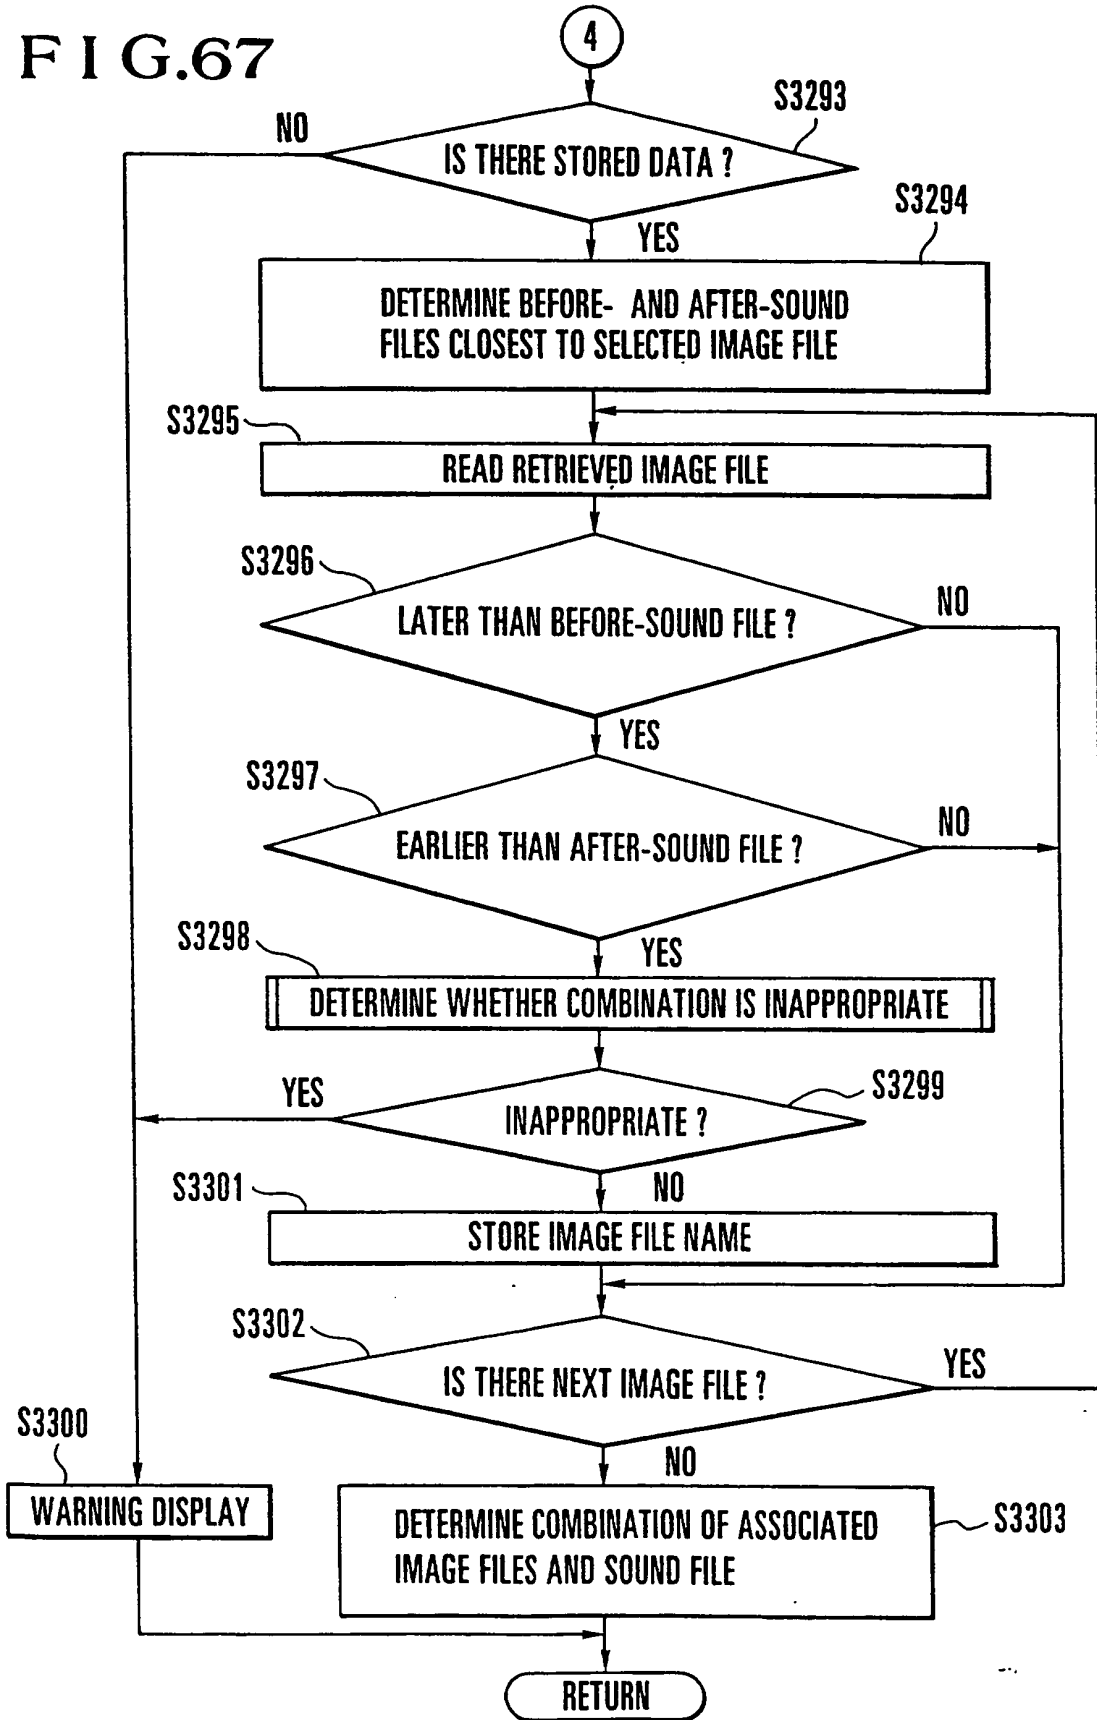 FIG.67
4
S3293
NO
IS THERE STORED DATA ?
S3294
YES
DETERMINE BEFORE- AND AFTER-SOUND
FILES CLOSEST TO SELECTED IMAGE FILE
S3295
READ RETRIEVED IMAGE FILE
S3296
NO
LATER THAN BEFORE-SOUND FILE ?
YES
S3297
NO
EARLIER THAN AFTER-SOUND FILE ?
S3298
YES
DETERMINE WHETHER COMBINATION IS INAPPROPRIATE
YES
S3299
INAPPROPRIATE ?
S3301
NO
STORE IMAGE FILE NAME
S3302
YES
IS THERE NEXT IMAGE FILE ?
S3300
NO
WARNING DISPLAY
S3303
DETERMINE COMBINATION OF ASSOCIATED
IMAGE FILES AND SOUND FILE
RETURN